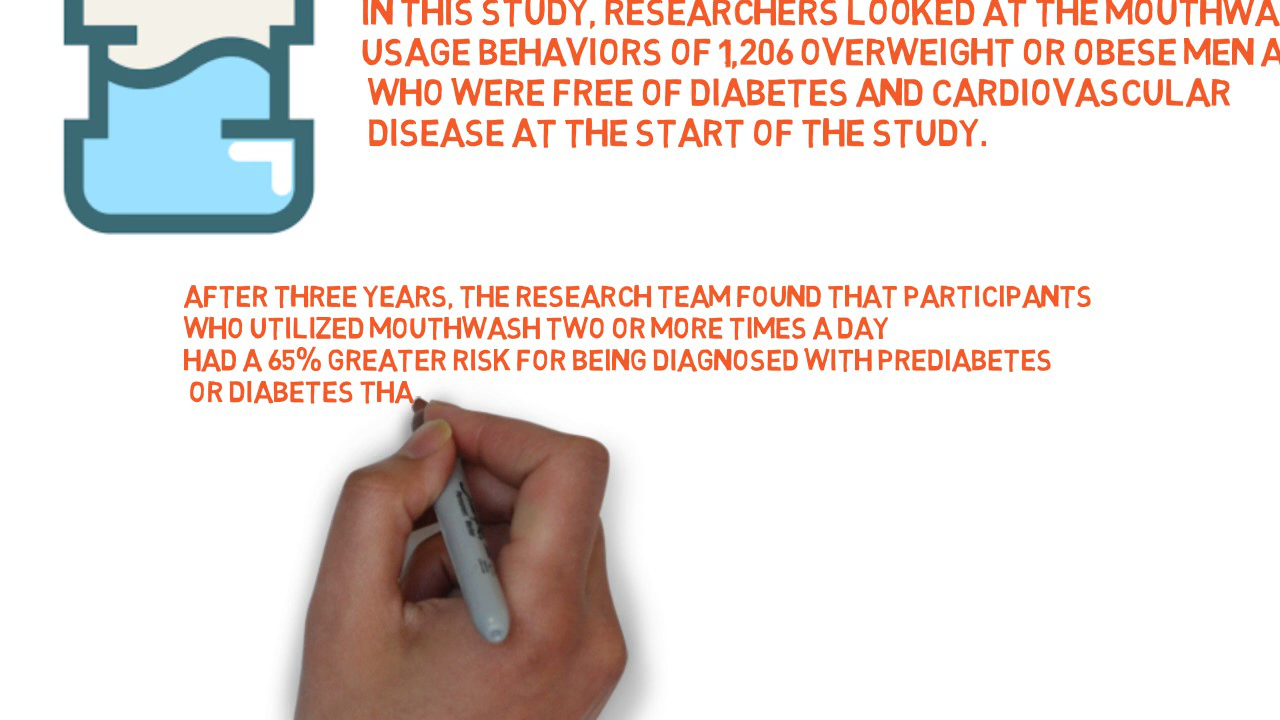 IN THIS STUDY, RESEARCHERS LOOKED AT THE MOUTHWA
USAGE BEHAVIORS OF 1,206 OVERWEIGHT OR OBESE MEN A
WHO WERE FREE OF DIABETES AND CARDIOVASCULAR
DISEASE AT THE START OF THE STUDY.
AFTER THREE YEARS, THE RESEARCH TEAM FOUND THAT PARTICIPANTS
WHO UTILIZED MOUTHWASH TWO OR MORE TIMES A DAY
HAD A 65% GREATER RISK FOR BEING DIAGNOSED WITH PREDIABETES
OR DIABETES THA